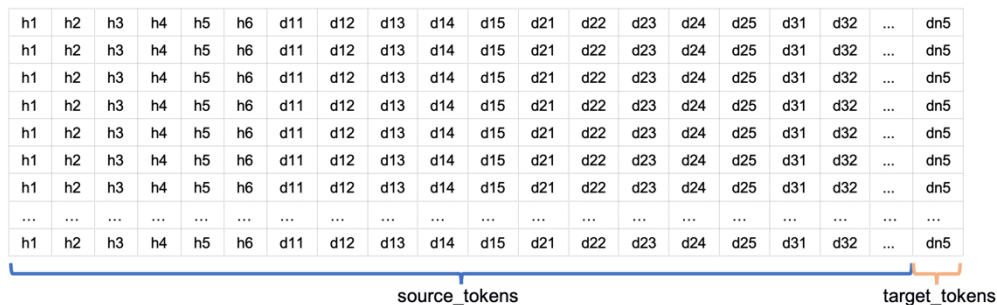 h1 h2 h3 h4 h5 h6 d11 d12 d13 d14 d15 d21 d22 d23 d24 d25 d31 d32 ... dn5
h1 h2 h3 h4 h5 h6 d11 d12 d13 d14 d15 d21 d22 d23 d24 d25 d31 d32 ... dn5
h1 h2 h3 h4 h5 h6 d11 d12 d13 d14 d15 d21 d22 d23 d24 d25 d31 d32 ... dn5
h1 h2 h3 h4 h5 h6 d11 d12 d13 d14 d15 d21 d22 d23 d24 d25 d31 d32 ... dn5
h1 h2 h3 h4 h5 h6 d11 d12 d13 d14 d15 d21 d22 d23 d24 d25 d31 d32 ... dn5
h1 h2 h3 h4 h5 h6 d11 d12 d13 d14 d15 d21 d22 d23 d24 d25 d31 d32 ... dn5
h1 h2 h3 h4 h5 h6 d11 d12 d13 d14 d15 d21 d22 d23 d24 d25 d31 d32 ... dn5
... ... ... ... ... ... ... ... ... ... ... ... ... ... ... ... ... ... ... ...
h1 h2 h3 h4 h5 h6 d11 d12 d13 d14 d15 d21 d22 d23 d24 d25 d31 d32 ... dn5
source_tokens target_tokens